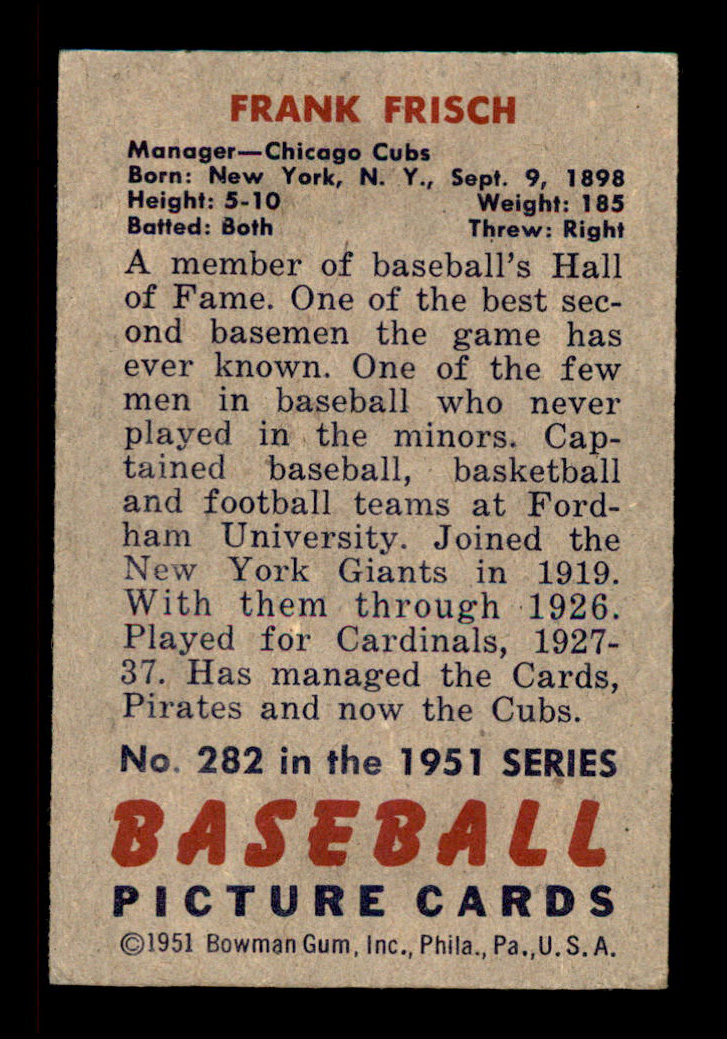 FRANK FRISCH
Manager—Chicago Cubs
Born: New York, N. Y., Sept. 9, 1898
Height: 5-10 Weight: 185
Batted: Both Threw: Right
A member of baseball's Hall
of Fame. One of the best sec-
ond basemen the game has
ever known. One of the few
men in baseball who never
played in the minors. Cap-
tained baseball, basketball
and football teams at Ford-
ham University. Joined the
New York Giants in 1919.
With them through 1926.
Played for Cardinals, 1927-
37. Has managed the Cards,
Pirates and now the Cubs.
No. 282 in the 1951 SERIES
BASEBALL
PICTURE CARDS
©1951 Bowman Gum, Inc., Phila., Pa., U. S. A.